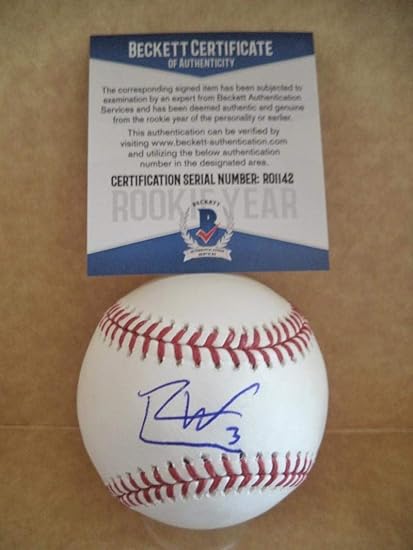 BECKETT CERTIFICATE
OF AUTHENTICITY
The corresponding signed item has been subjected to
examination by an expert from Beckett Authentication
Services and has been deemed authentic and genuine
from the rookie year of the personality or earlier.
This authentication can be verified by
visiting www.beckett-authentication.com
and utilizing the below authentication
number in the designated area.
CERTIFICATION SERIAL NUMBER: R01142
ROOKIE YEAR
BECKETT
B
AUTHENTICATION
3